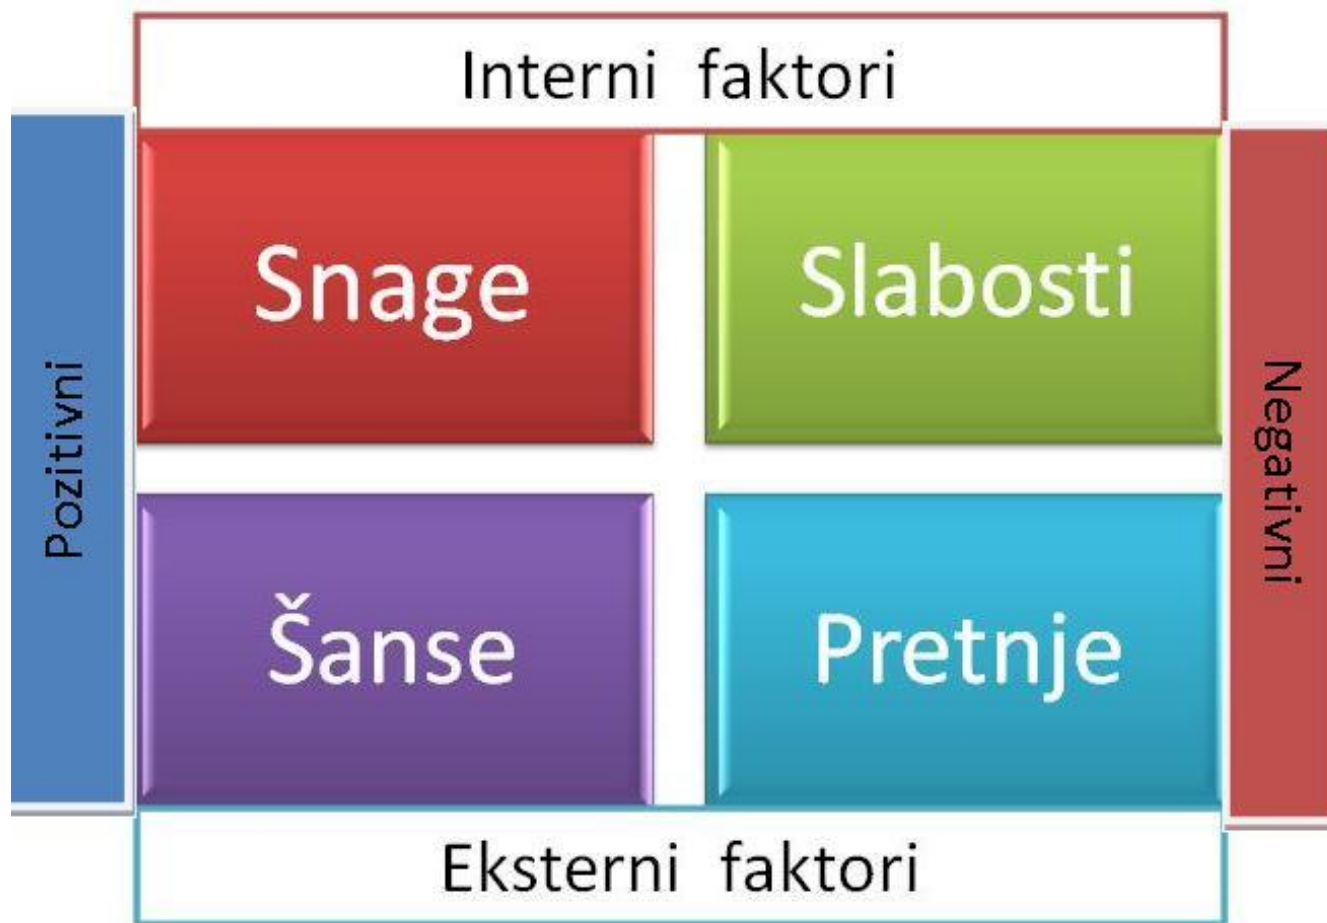 Interni faktori
Pozitivni
Snage
Slabosti
Negativni
Šanse
Pretnje
Eksterni faktori